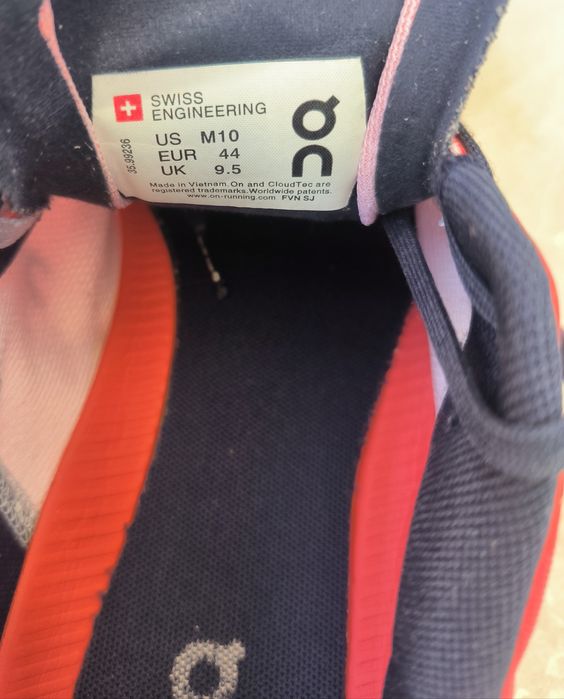 SWISS
ENGINEERING
US M10
EUR 44
UK 9.5
35.99236
Made in Vietnam. On and CloudTec are
registered trademarks. Worldwide patents.
www.on-running.com FVN SJ
On